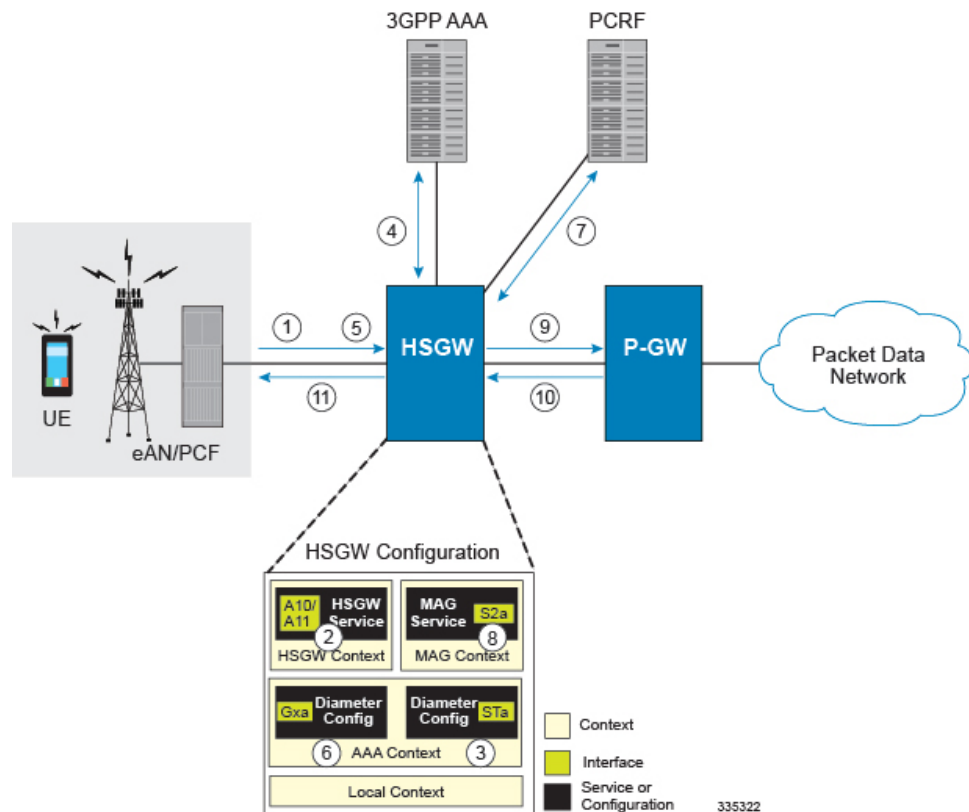 3GPP AAA
PCRF
4
7
1
5
HSGW
9
P-GW
Packet Data
Network
UE
11
10
eAN/PCF
HSGW Configuration
A10/
A11
HSGW
Service
2
HSGW Context
MAG
Service
S2a
8
MAG Context
Gxa
Diameter
Config
6
Diameter
Config
STa
3
AAA Context
Local Context
Context
Interface
Service or
Configuration
335322